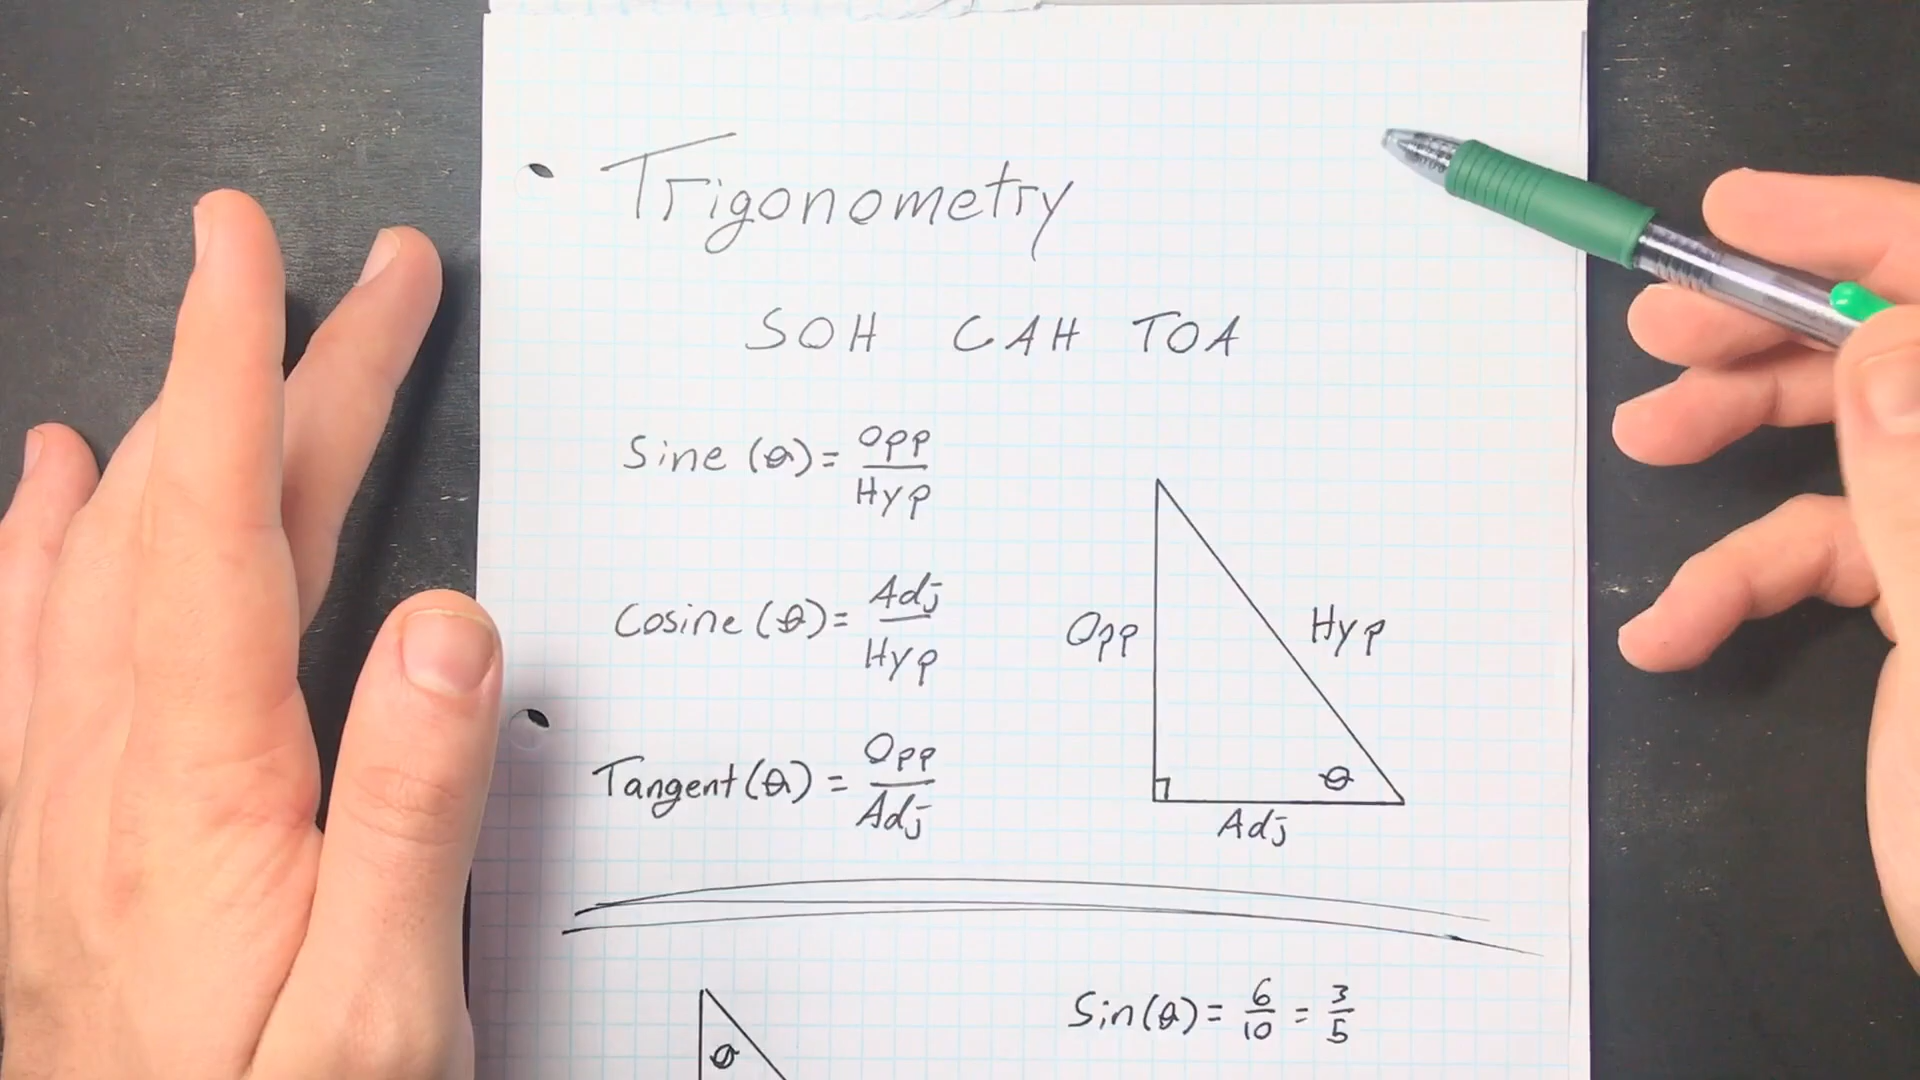 Trigonometry
SOH CAH TOA
Sine (θ) = Opp
Hyp
Cosine (θ) = Adj
Hyp
Tangent (θ) = Opp
Adj
Opp
Hyp
θ
Adj
Sin(θ) = 6/10 = 3/5
θ